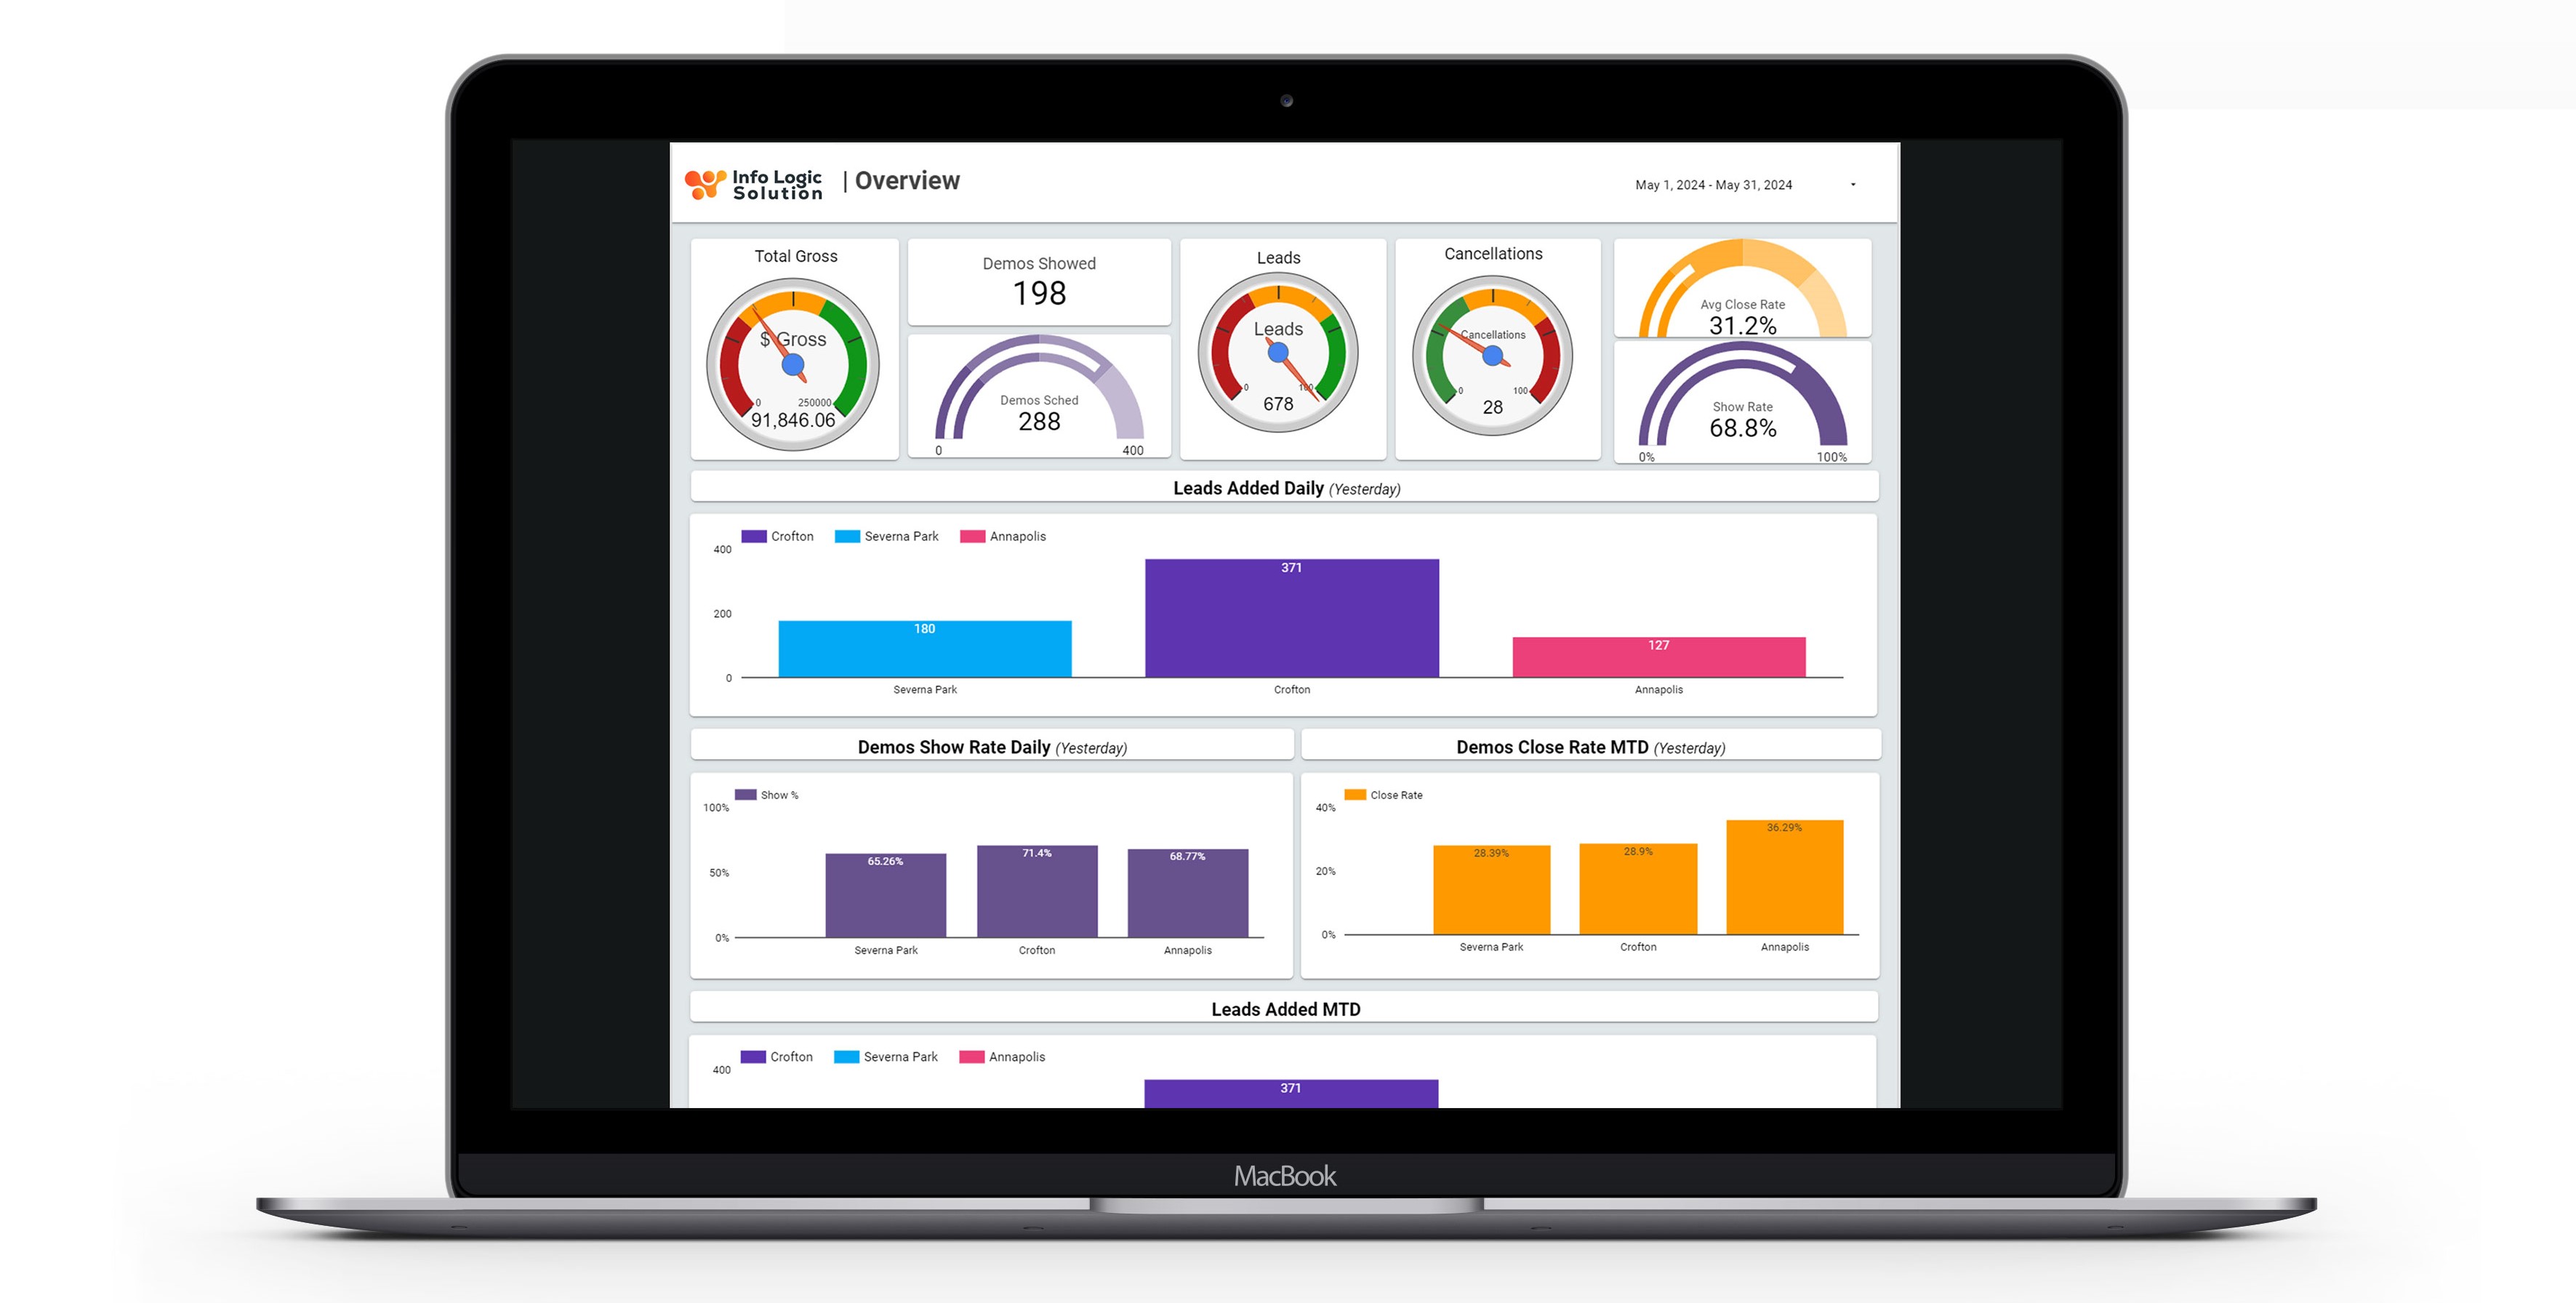 Info Logic
Solution
| Overview
May 1, 2024 - May 31, 2024
Total Gross
$ Gross
0
250000
91,846.06
Demos Showed
198
Demos Sched
288
0
400
Leads
Leads
0
100
678
Cancellations
Cancellations
0
100
28
Avg Close Rate
31.2%
Show Rate
68.8%
0%
100%
Leads Added Daily (Yesterday)
Crofton Severna Park Annapolis
400
200
0
180
371
127
Severna Park
Crofton
Annapolis
Demos Show Rate Daily (Yesterday)
Show %
100%
50%
0%
65.26%
71.4%
68.77%
Severna Park
Crofton
Annapolis
Demos Close Rate MTD (Yesterday)
Close Rate
40%
20%
0%
28.39%
28.9%
36.29%
Severna Park
Crofton
Annapolis
Leads Added MTD
Crofton Severna Park Annapolis
400
371
MacBook